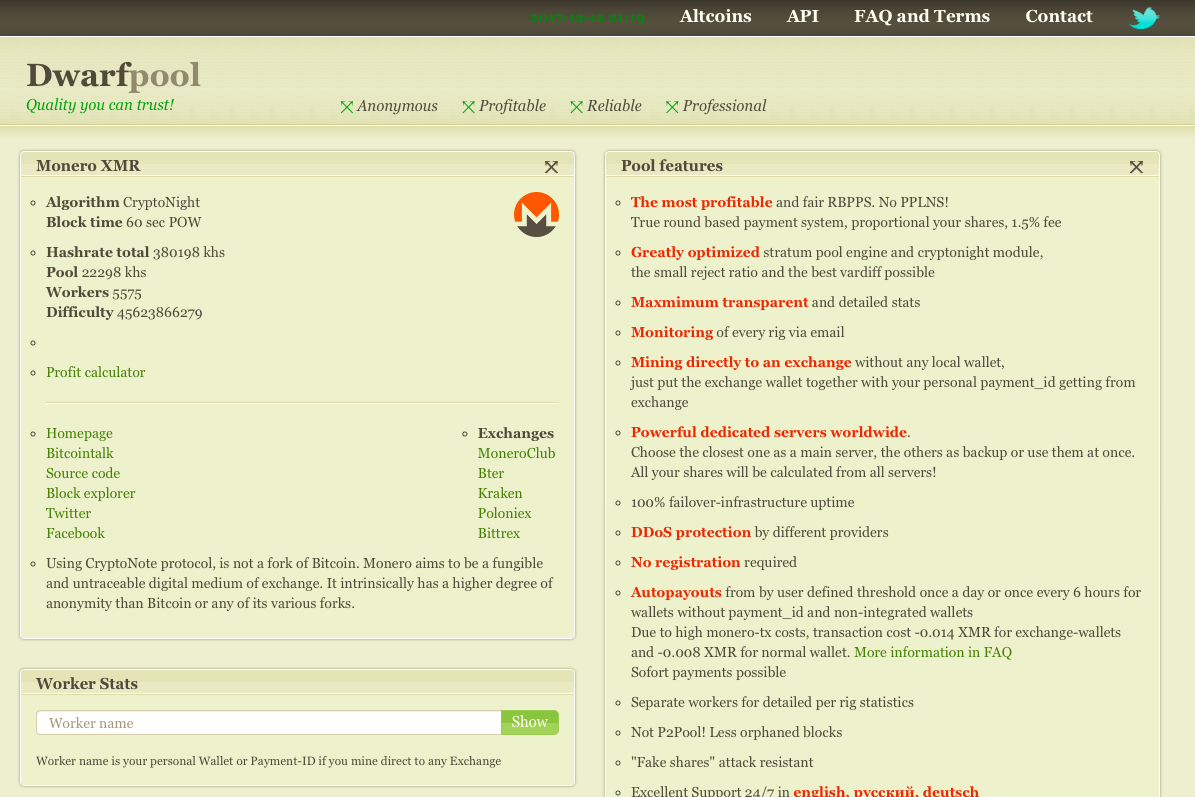 Altcoins API FAQ and Terms Contact
Dwarfpool
Quality you can trust!
Anonymous Profitable Reliable Professional
Monero XMR
Algorithm CryptoNight
Block time 60 sec POW
Hashrate total 380198 khs
Pool 22298 khs
Workers 5575
Difficulty 45623866279
Profit calculator
Homepage
Bitcointalk
Source code
Block explorer
Twitter
Facebook
Exchanges
MoneroClub
Bter
Kraken
Poloniex
Bittrex
Using CryptoNote protocol, is not a fork of Bitcoin. Monero aims to be a fungible
and untraceable digital medium of exchange. It intrinsically has a higher degree of
anonymity than Bitcoin or any of its various forks.
Worker Stats
Worker name
Show
Worker name is your personal Wallet or Payment-ID if you mine direct to any Exchange
Pool features
The most profitable and fair RBPPS. No PPLNS!
True round based payment system, proportional your shares, 1.5% fee
Greatly optimized stratum pool engine and cryptonight module,
the small reject ratio and the best vardiff possible
Maxmimum transparent and detailed stats
Monitoring of every rig via email
Mining directly to an exchange without any local wallet,
just put the exchange wallet together with your personal payment_id getting from
exchange
Powerful dedicated servers worldwide.
Choose the closest one as a main server, the others as backup or use them at once.
All your shares will be calculated from all servers!
100% failover-infrastructure uptime
DDoS protection by different providers
No registration required
Autopayouts from by user defined threshold once a day or once every 6 hours for
wallets without payment_id and non-integrated wallets
Due to high monero-tx costs, transaction cost -0.014 XMR for exchange-wallets
and -0.008 XMR for normal wallet. More information in FAQ
Sofort payments possible
Separate workers for detailed per rig statistics
Not P2Pool! Less orphaned blocks
"Fake shares" attack resistant
Excellent Support 24/7 in english, русский, deutsch